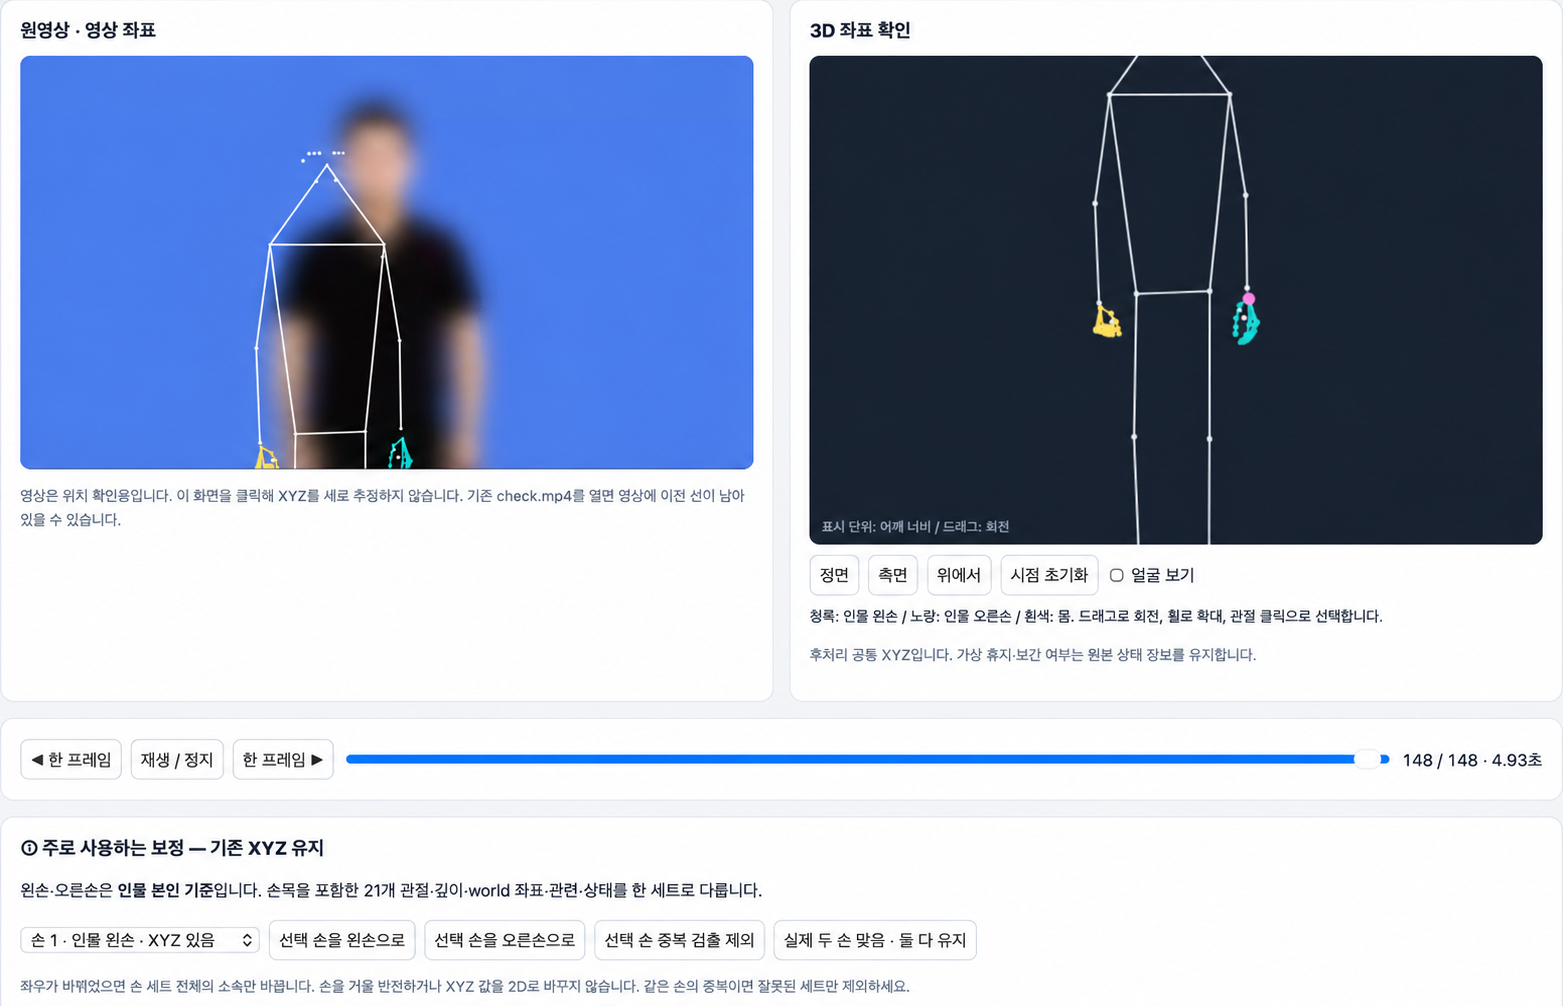 원영상 · 영상 좌표
영상은 위치 확인용입니다. 이 화면을 클릭해 XYZ를 세로 추정하지 않습니다. 기존 check.mp4를 열면 영상에 이전 선이 남아
있을 수 있습니다.
3D 좌표 확인
표시 단위: 어깨 너비 / 드래그: 회전
정면
측면
위에서
시점 초기화
얼굴 보기
청록: 인물 왼손 / 노랑: 인물 오른손 / 흰색: 몸. 드래그로 회전, 휠로 확대, 관절 클릭으로 선택합니다.
후처리 공통 XYZ입니다. 가상 휴지·보간 여부는 원본 상태 장보를 유지합니다.
◀ 한 프레임
재생 / 정지
한 프레임 ▶
148 / 148 · 4.93초
ⓘ 주로 사용하는 보정 — 기존 XYZ 유지
왼손·오른손은 인물 본인 기준입니다. 손목을 포함한 21개 관절·깊이·world 좌표·관련·상태를 한 세트로 다룹니다.
손 1 · 인물 왼손 · XYZ 있음
선택 손을 왼손으로
선택 손을 오른손으로
선택 손 중복 검출 제외
실제 두 손 맞음 · 둘 다 유지
좌우가 바뀌었으면 손 세트 전체의 소속만 바꿉니다. 손을 거울 반전하거나 XYZ 값을 2D로 바꾸지 않습니다. 같은 손의 중복이면 잘못된 세트만 제외하세요.